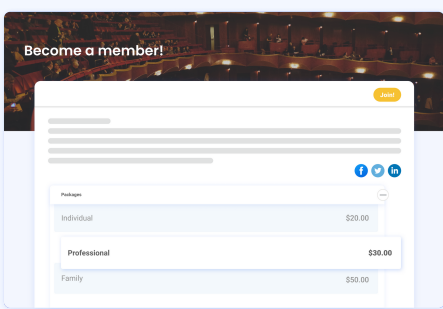 Become a member!
Join!
Packages
Individual $20.00
Professional $30.00
Family $50.00